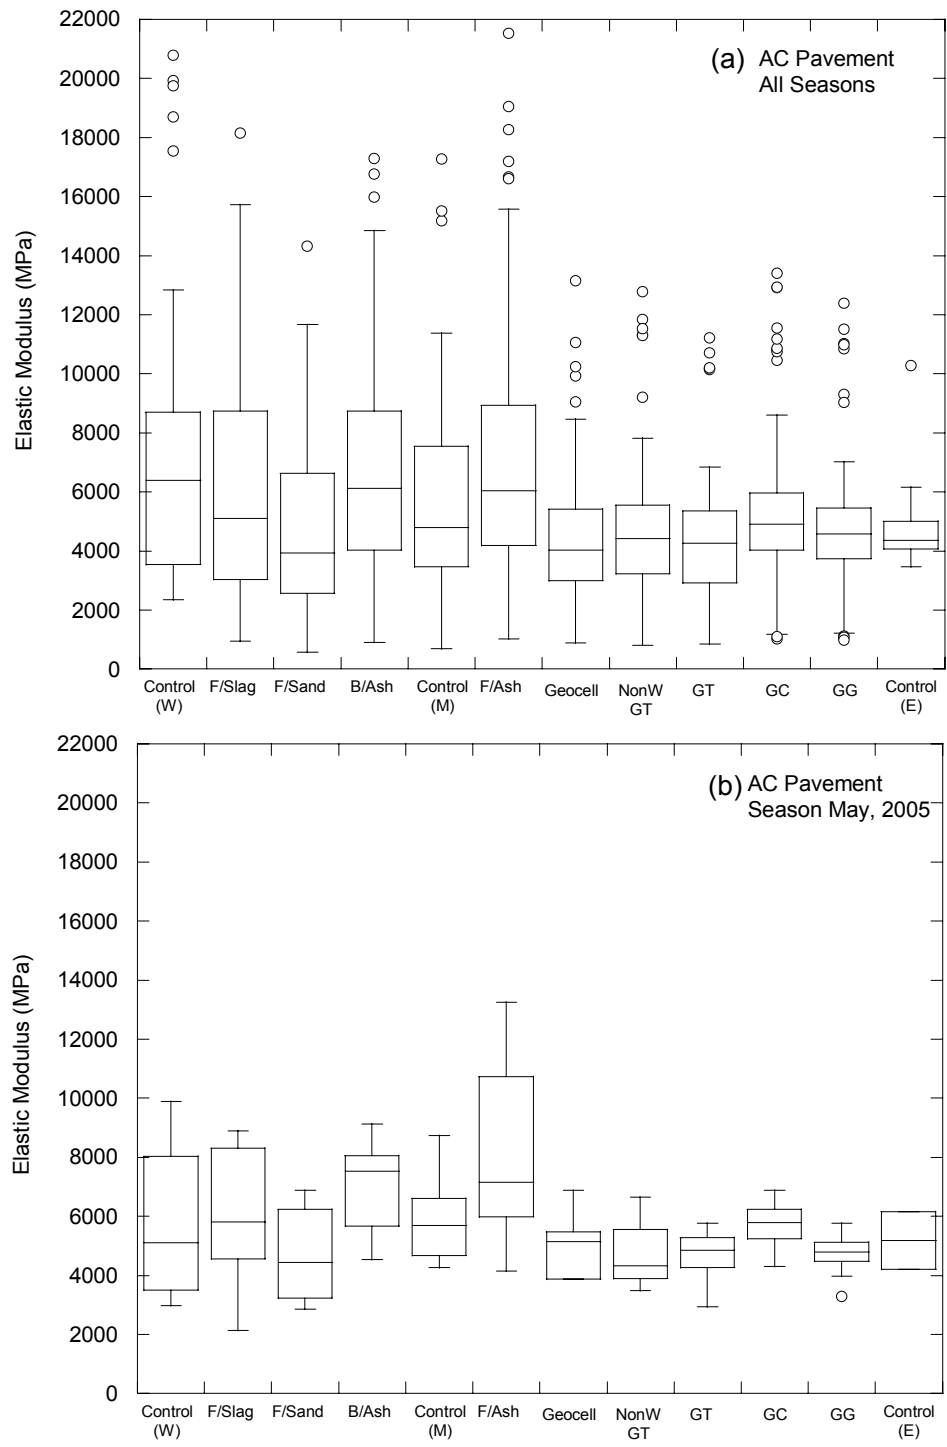 22000
20000
18000
16000
14000
12000
10000
8000
6000
4000
2000
0
Elastic Modulus (MPa)
(a) AC Pavement
All Seasons
Control F/Slag F/Sand B/Ash Control F/Ash Geocell NonW GT GC GG Control
(W) (M) GT (E)
22000
20000
18000
16000
14000
12000
10000
8000
6000
4000
2000
0
Elastic Modulus (MPa)
(b) AC Pavement
Season May, 2005
Control F/Slag F/Sand B/Ash Control F/Ash Geocell NonW GT GC GG Control
(W) (M) GT (E)